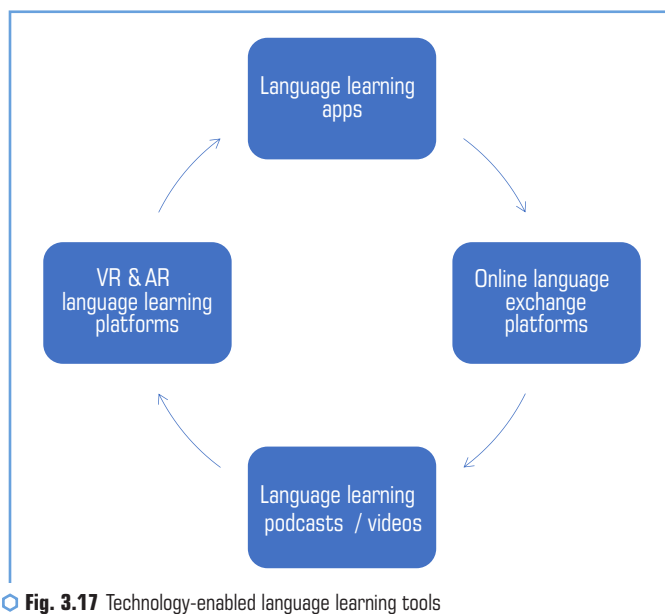 Language learning
apps
VR & AR
language learning
platforms
Online language
exchange
platforms
Language learning
podcasts / videos
Fig. 3.17 Technology-enabled language learning tools